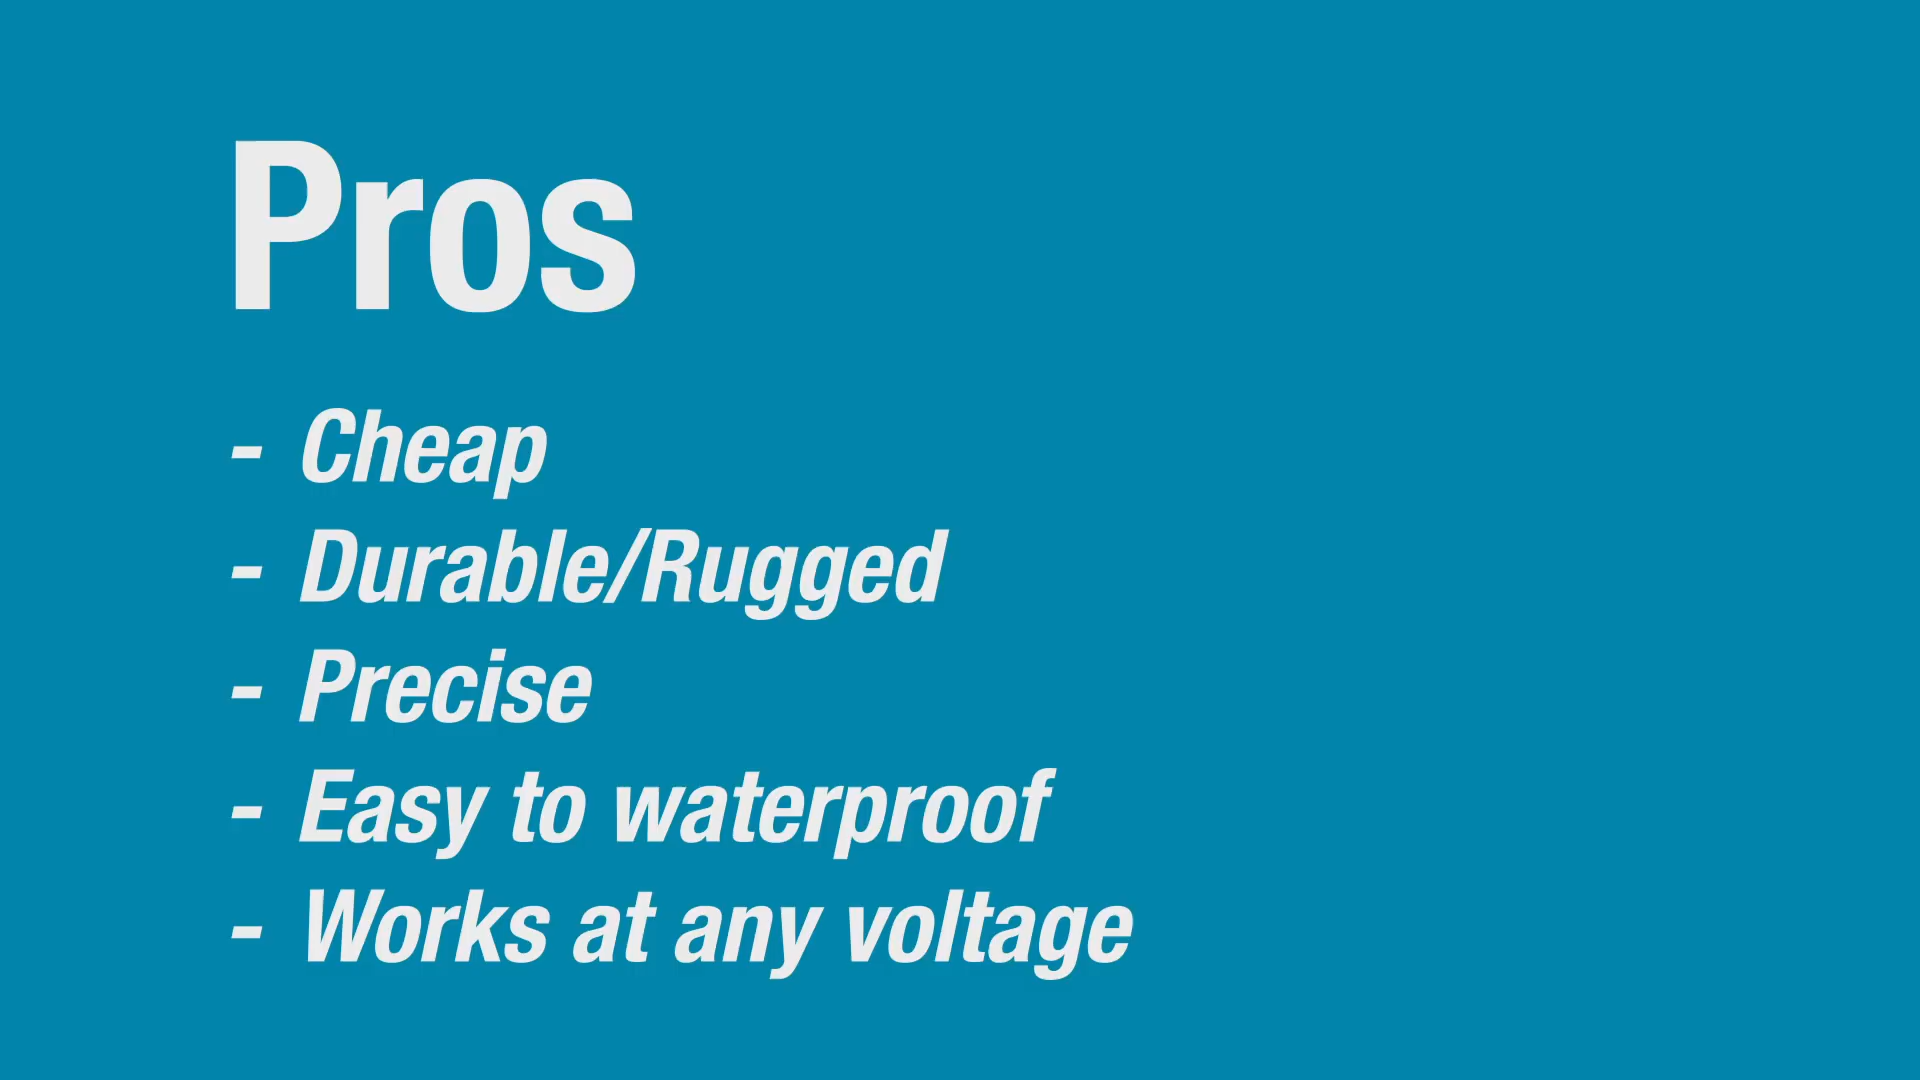 Pros
- Cheap
- Durable/Rugged
- Precise
- Easy to waterproof
- Works at any voltage